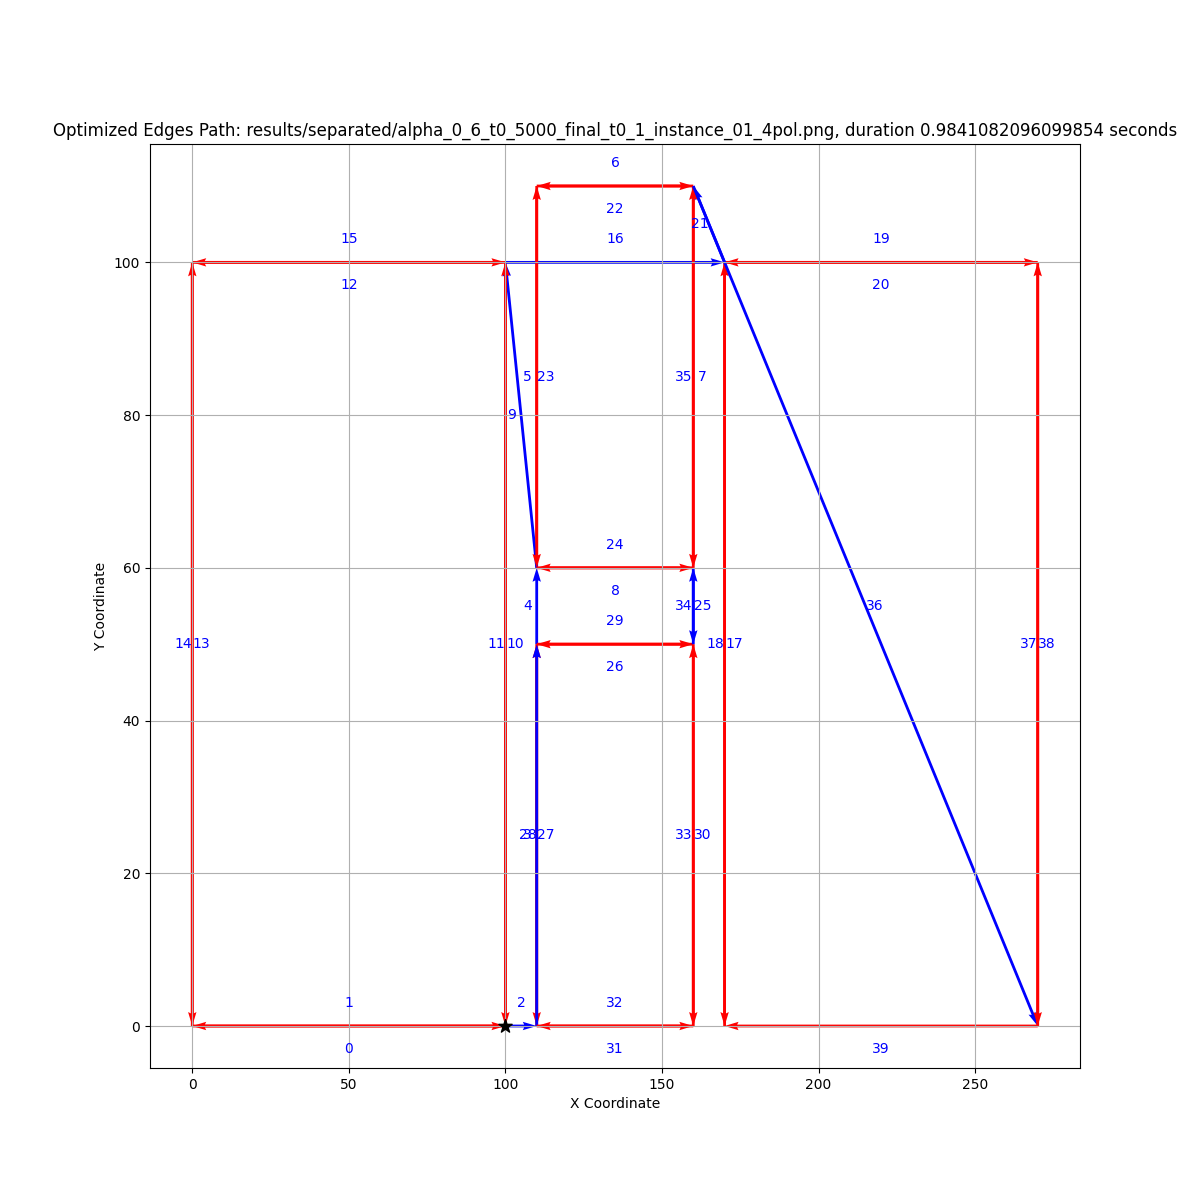 Optimized Edges Path: results/separated/alpha_0_6_t0_5000_final_t0_1_instance_01_4pol.png, duration 0.9841082096099854 seconds
6
22
21
15 16 19
100
12 20
5 23 35 7
80
9
24
60
8
4 34 25 36
29
14 13 11 10 18 17 37 38
26
40
27 33 30
20
1 2 32
0
0 31 39
0 50 100 150 200 250
X Coordinate
Y Coordinate